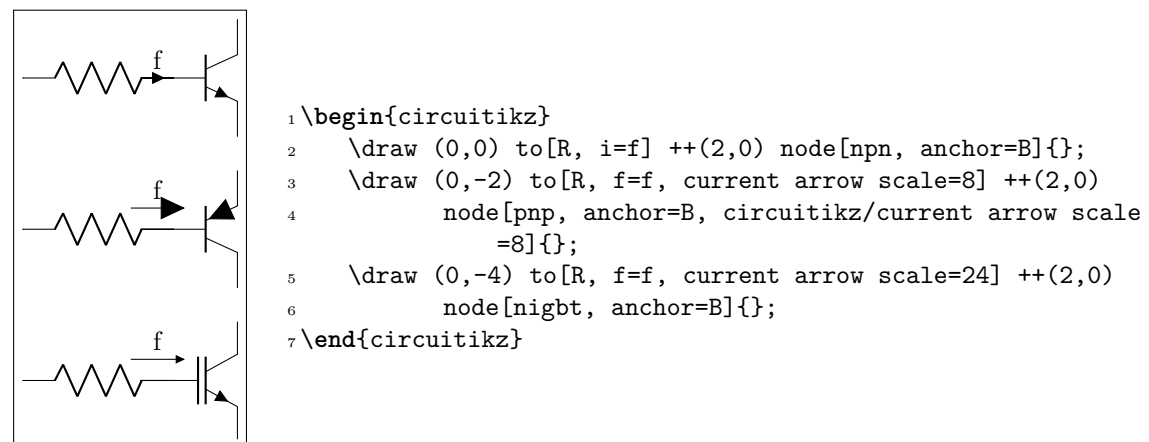 f
f
f
1 \begin{circuitikz}
2 \draw (0,0) to[R, i=f] ++(2,0) node[npn, anchor=B]{};
3 \draw (0,-2) to[R, f=f, current arrow scale=8] ++(2,0)
4 node[pnp, anchor=B, circuitikz/current arrow scale
=8]{};
5 \draw (0,-4) to[R, f=f, current arrow scale=24] ++(2,0)
6 node[nigbt, anchor=B]{};
7 \end{circuitikz}